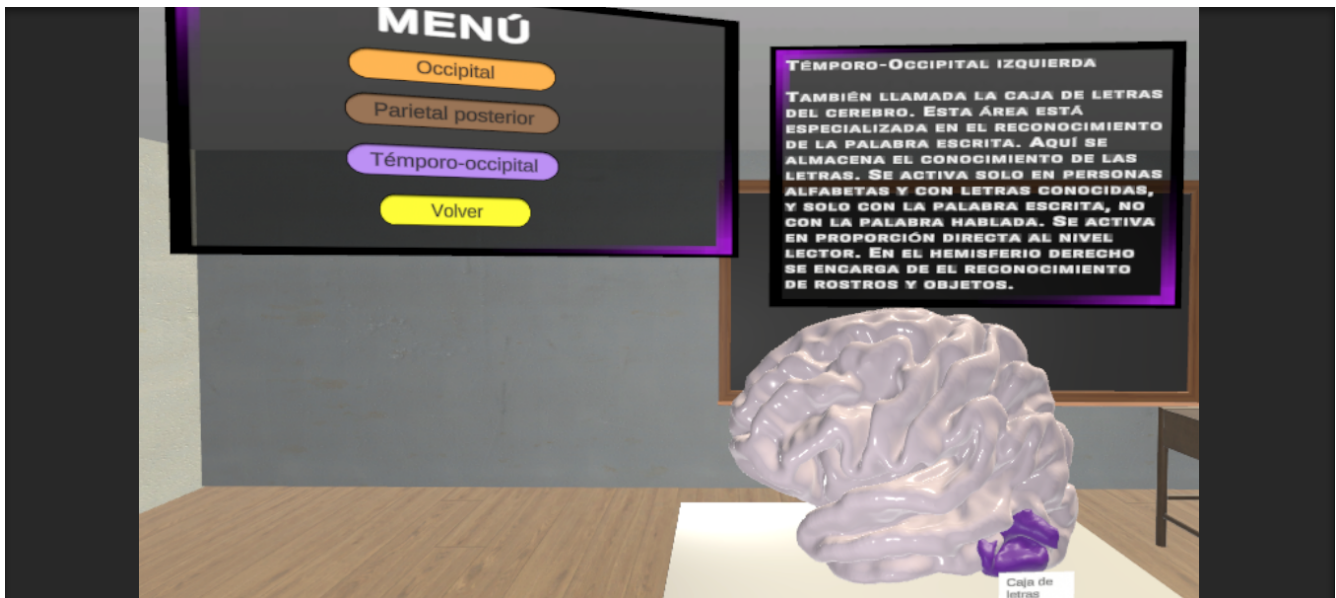 MENÚ
Occipital
Parietal posterior
Témporo-occipital
Volver
TÉMPORO-OCCIPITAL IZQUIERDA
TAMBIÉN LLAMADA LA CAJA DE LETRAS
DEL CEREBRO. ESTA ÁREA ESTÁ
ESPECIALIZADA EN EL RECONOCIMIENTO
DE LA PALABRA ESCRITA. AQUÍ SE
ALMACENA EL CONOCIMIENTO DE LAS
LETRAS. SE ACTIVA SOLO EN PERSONAS
ALFABETAS Y CON LETRAS CONOCIDAS,
Y SOLO CON LA PALABRA ESCRITA, NO
CON LA PALABRA HABLADA. SE ACTIVA
EN PROPORCIÓN DIRECTA AL NIVEL
LECTOR. EN EL HEMISFERIO DERECHO
SE ENCARGA DE EL RECONOCIMIENTO
DE ROSTROS Y OBJETOS.
Caja de
letras